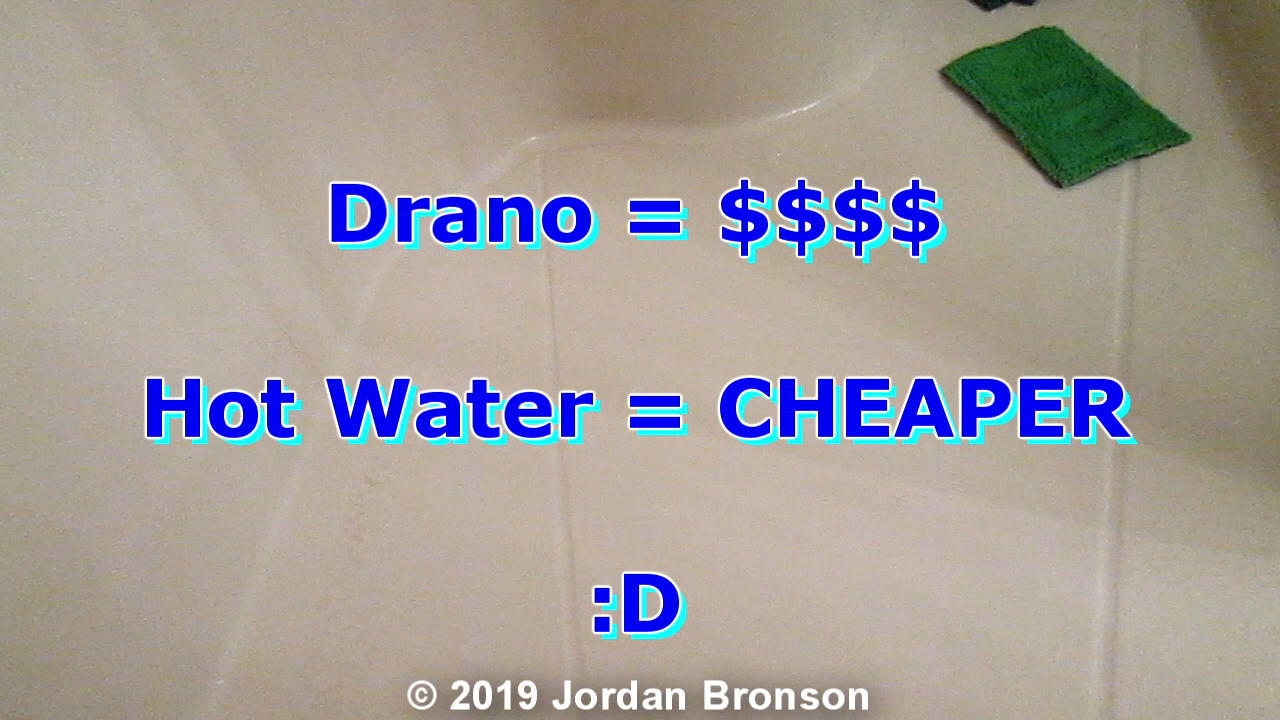 Drano = $$$$
Hot Water = CHEAPER
:D
© 2019 Jordan Bronson